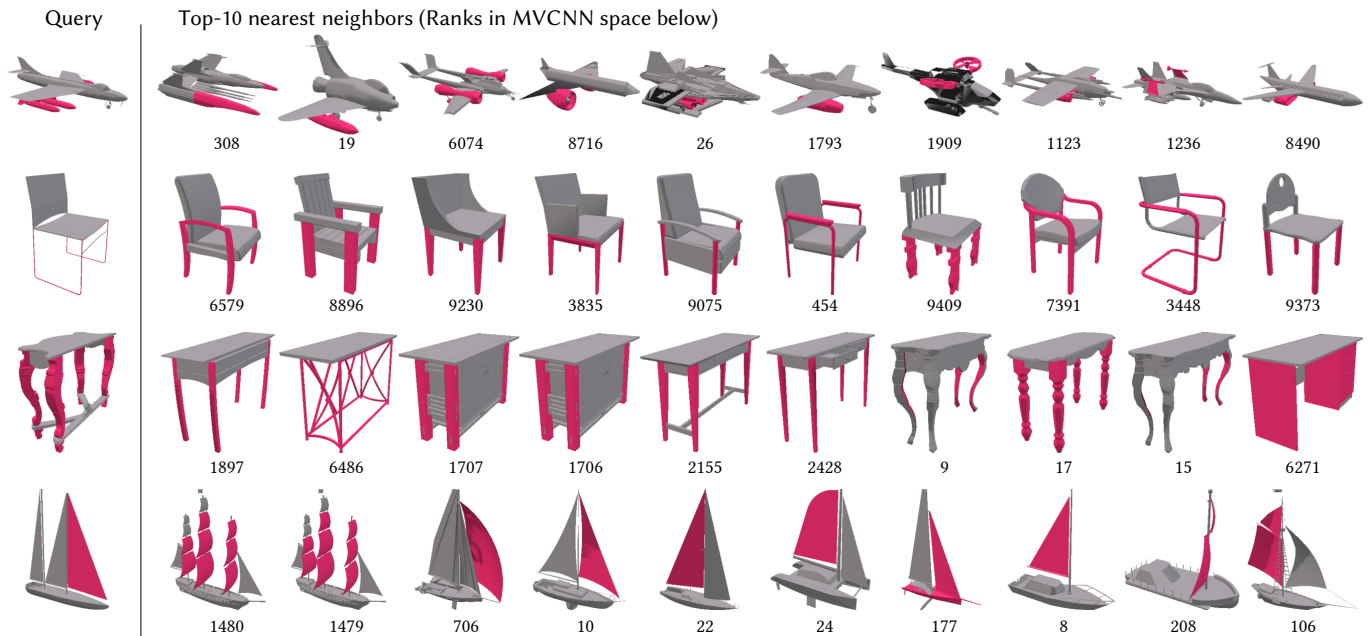 Query Top-10 nearest neighbors (Ranks in MVCNN space below)
308 19 6074 8716 26 1793 1909 1123 1236 8490
6579 8896 9230 3835 9075 454 9409 7391 3448 9373
1897 6486 1707 1706 2155 2428 9 17 15 6271
1480 1479 706 10 22 24 177 8 208 106